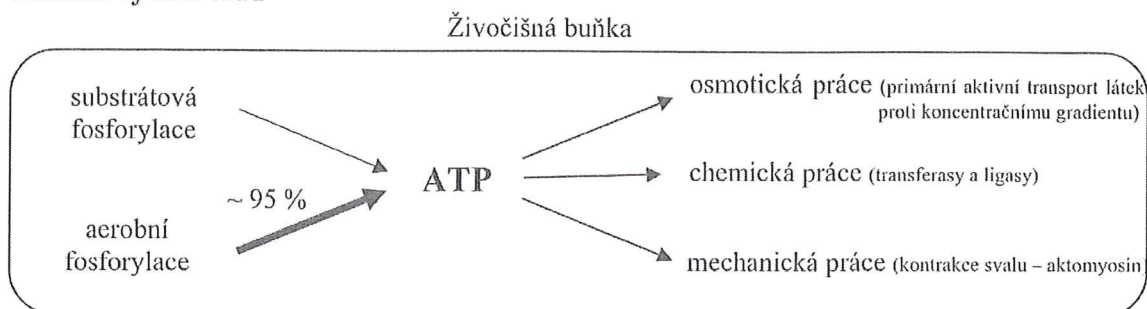 Živočišná buňka
substrátová
fosforylace
~ 95 %
aerobní
fosforylace
ATP
osmotická práce (primární aktivní transport látek
proti koncentračnímu gradientu)
chemická práce (transferasy a ligasy)
mechanická práce (kontrakce svalu – aktomyosin)